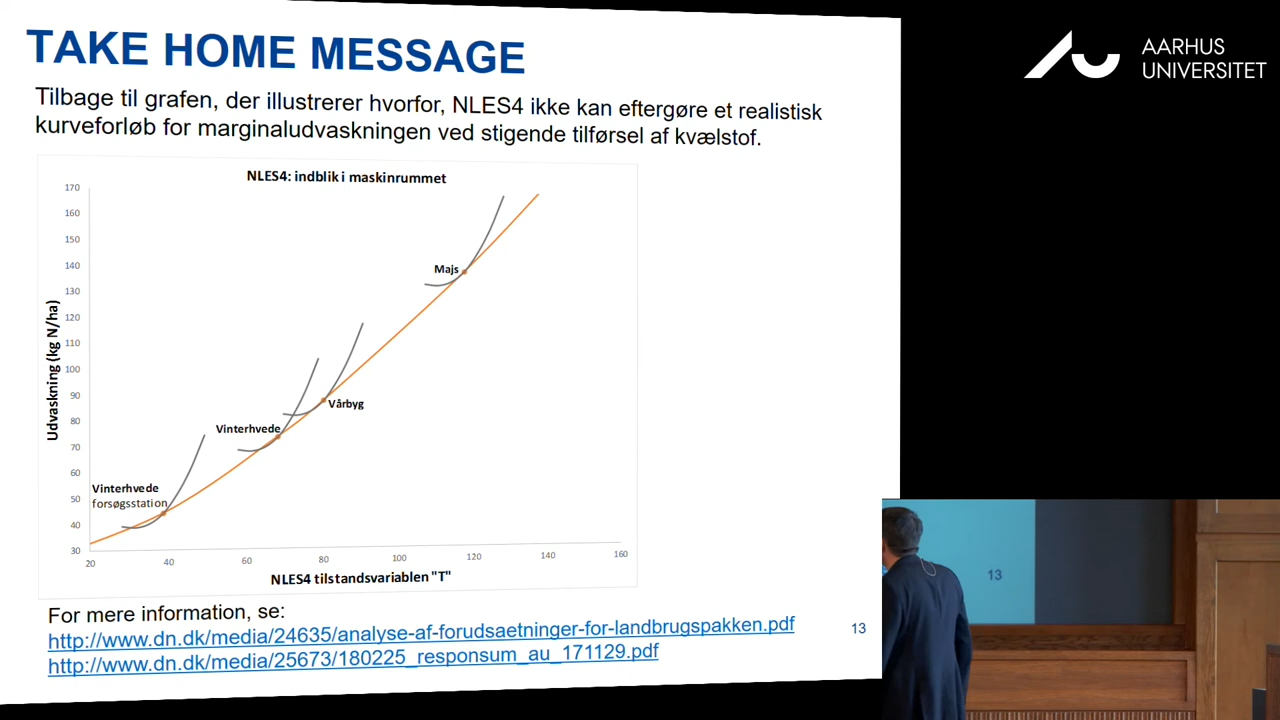 TAKE HOME MESSAGE
Tilbage til grafen, der illustrerer hvorfor, NLES4 ikke kan eftergøre et realistisk
kurveforløb for marginaludvaskningen ved stigende tilførsel af kvælstof.
NLES4: indblik i maskinrummet
170
160
150
140
130
120
110
100
90
80
70
60
50
40
30
Udvaskning (kg N/ha)
Majs
Vårbyg
Vinterhvede
Vinterhvede
forsøgsstation
20 40 60 80 100 120 140 160
NLES4 tilstandsvariablen "T"
For mere information, se:
http://www.dn.dk/media/24635/analyse-af-forudsaetninger-for-landbrugspakken.pdf
http://www.dn.dk/media/25673/180225_responsum_au_171129.pdf
13
AARHUS
UNIVERSITET
13